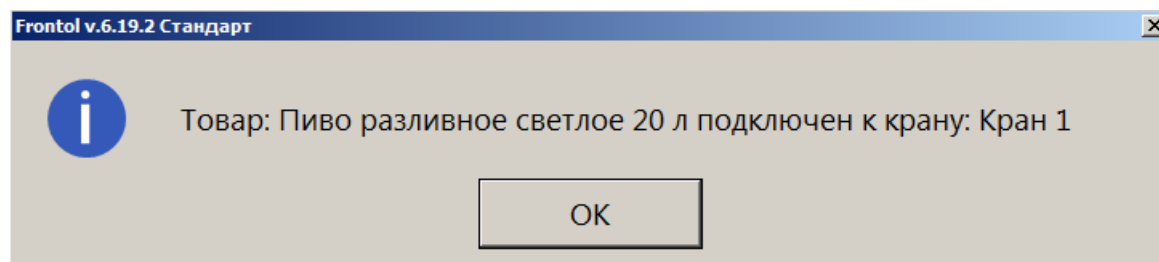 Frontol v.6.19.2 Стандарт
Товар: Пиво разливное светлое 20 л подключен к крану: Кран 1
OK